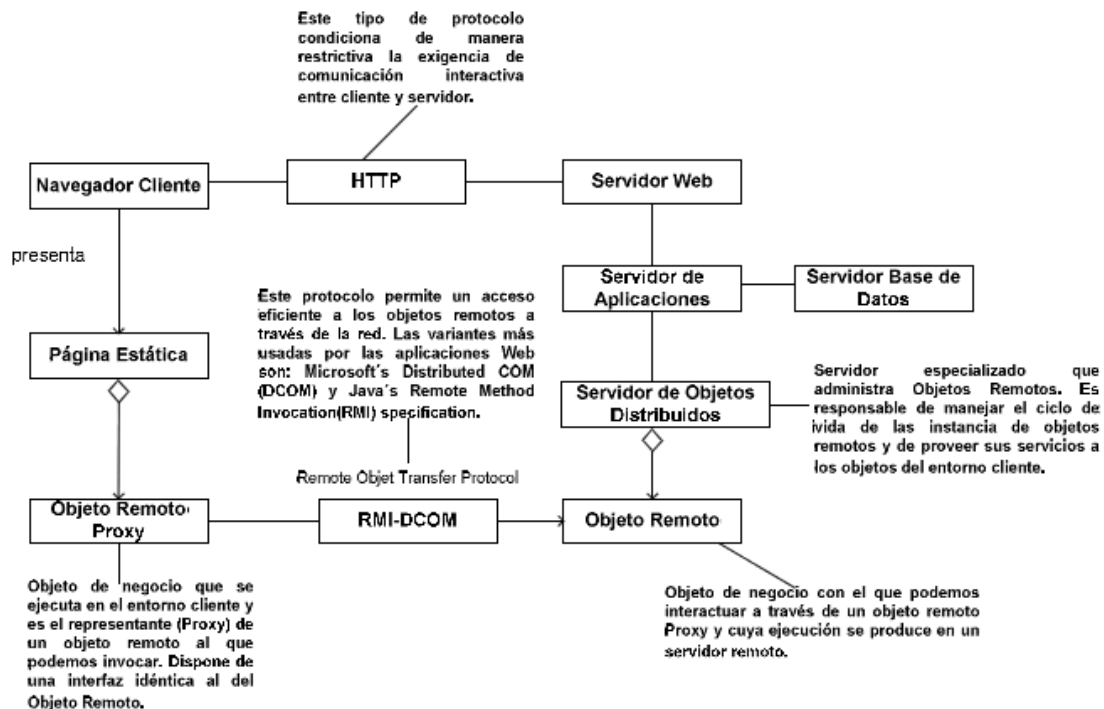 Este tipo de protocolo
condiciona de manera
restrictiva la exigencia de
comunicación interactiva
entre cliente y servidor.
Navegador Cliente
HTTP
Servidor Web
presenta
Servidor de
Aplicaciones
Servidor Base de
Datos
Este protocolo permite un acceso
eficiente a los objetos remotos a
través de la red. Las variantes más
usadas por las aplicaciones Web
son: Microsoft´s Distributed COM
(DCOM) y Java´s Remote Method
Invocation(RMI) specification.
Página Estática
Servidor de Objetos
Distribuidos
Servidor especializado que
administra Objetos Remotos. Es
responsable de manejar el ciclo de
vida de las instancia de objetos
remotos y de proveer sus servicios a
los objetos del entorno cliente.
Remote Objet Transfer Protocol
Objeto Remoto-
Proxy
RMI-DCOM
Objeto Remoto
Objeto de negocio que se
ejecuta en el entorno cliente y
es el representante (Proxy) de
un objeto remoto al que
podemos invocar. Dispone de
una interfaz idéntica al del
Objeto Remoto.
Objeto de negocio con el que podemos
interactuar a través de un objeto remoto
Proxy y cuya ejecución se produce en un
servidor remoto.